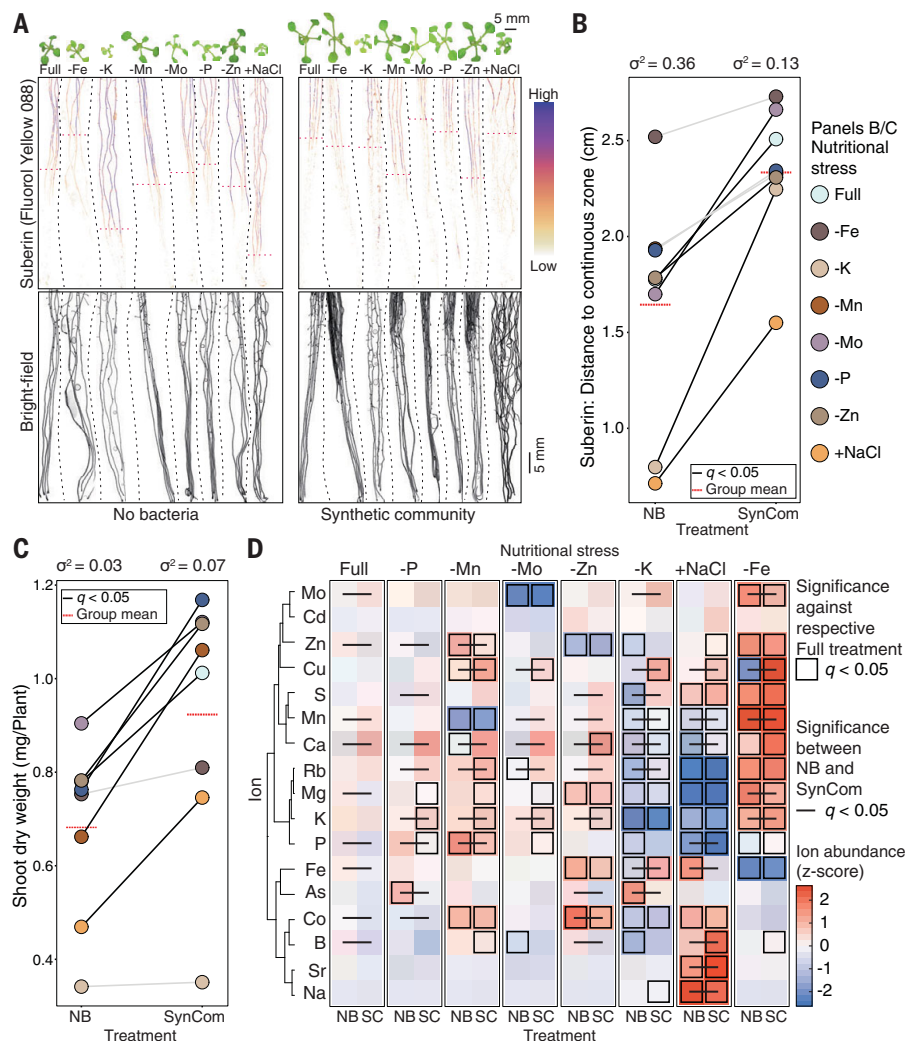 A
5 mm
Full -Fe -K -Mn -Mo -P -Zn +NaCl
Full -Fe -K -Mn -Mo -P -Zn +NaCl
Suberin (Fluorol Yellow 088)
High
Low
Bright-field
5 mm
No bacteria
Synthetic community
B
σ² = 0.36
σ² = 0.13
Suberin: Distance to continuous zone (cm)
2.5
2.0
1.5
1.0
q < 0.05
Group mean
NB
SynCom
Treatment
Panels B/C
Nutritional
stress
Full
-Fe
-K
-Mn
-Mo
-P
-Zn
+NaCl
C
σ² = 0.03
σ² = 0.07
Shoot dry weight (mg/Plant)
1.2
1.0
0.8
0.6
0.4
q < 0.05
Group mean
NB
SynCom
Treatment
D
Nutritional stress
Full -P -Mn -Mo -Zn -K +NaCl -Fe
Ion
Mo
Cd
Zn
Cu
S
Mn
Ca
Rb
Mg
K
P
Fe
As
Co
B
Sr
Na
NB SC NB SC NB SC NB SC NB SC NB SC NB SC NB SC
Treatment
Significance
against
respective
Full treatment
q < 0.05
Significance
between
NB and
SynCom
q < 0.05
Ion abundance
(z-score)
2
1
0
-1
-2